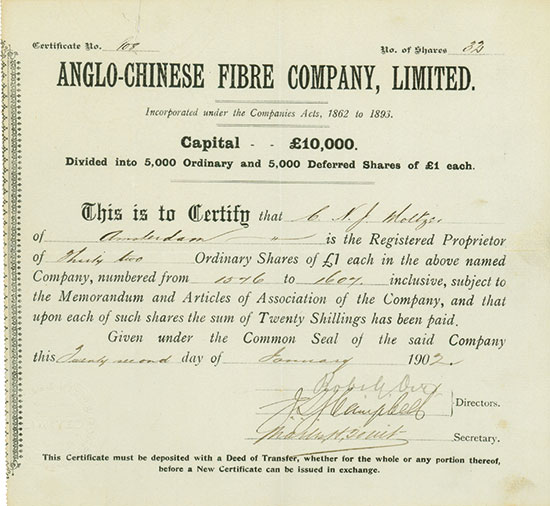 Certificate No. 108 No. of Shares 32
ANGLO-CHINESE FIBRE COMPANY, LIMITED.
Incorporated under the Companies Acts, 1862 to 1893.
Capital - - £10,000.
Divided into 5,000 Ordinary and 5,000 Deferred Shares of £1 each.
This is to Certify that C. N. J. Moltzer
of Amsterdam " is the Registered Proprietor
of Thirty two Ordinary Shares of £1 each in the above named
Company, numbered from to inclusive, subject to
the Memorandum and Articles of Association of the Company, and that
upon each of such shares the sum of Twenty Shillings has been paid.
Given under the Common Seal of the said Company
this Twenty second day of January 1902.
J. Campbell Directors.
Secretary.
This Certificate must be deposited with a Deed of Transfer, whether for the whole or any portion thereof,
before a New Certificate can be issued in exchange.